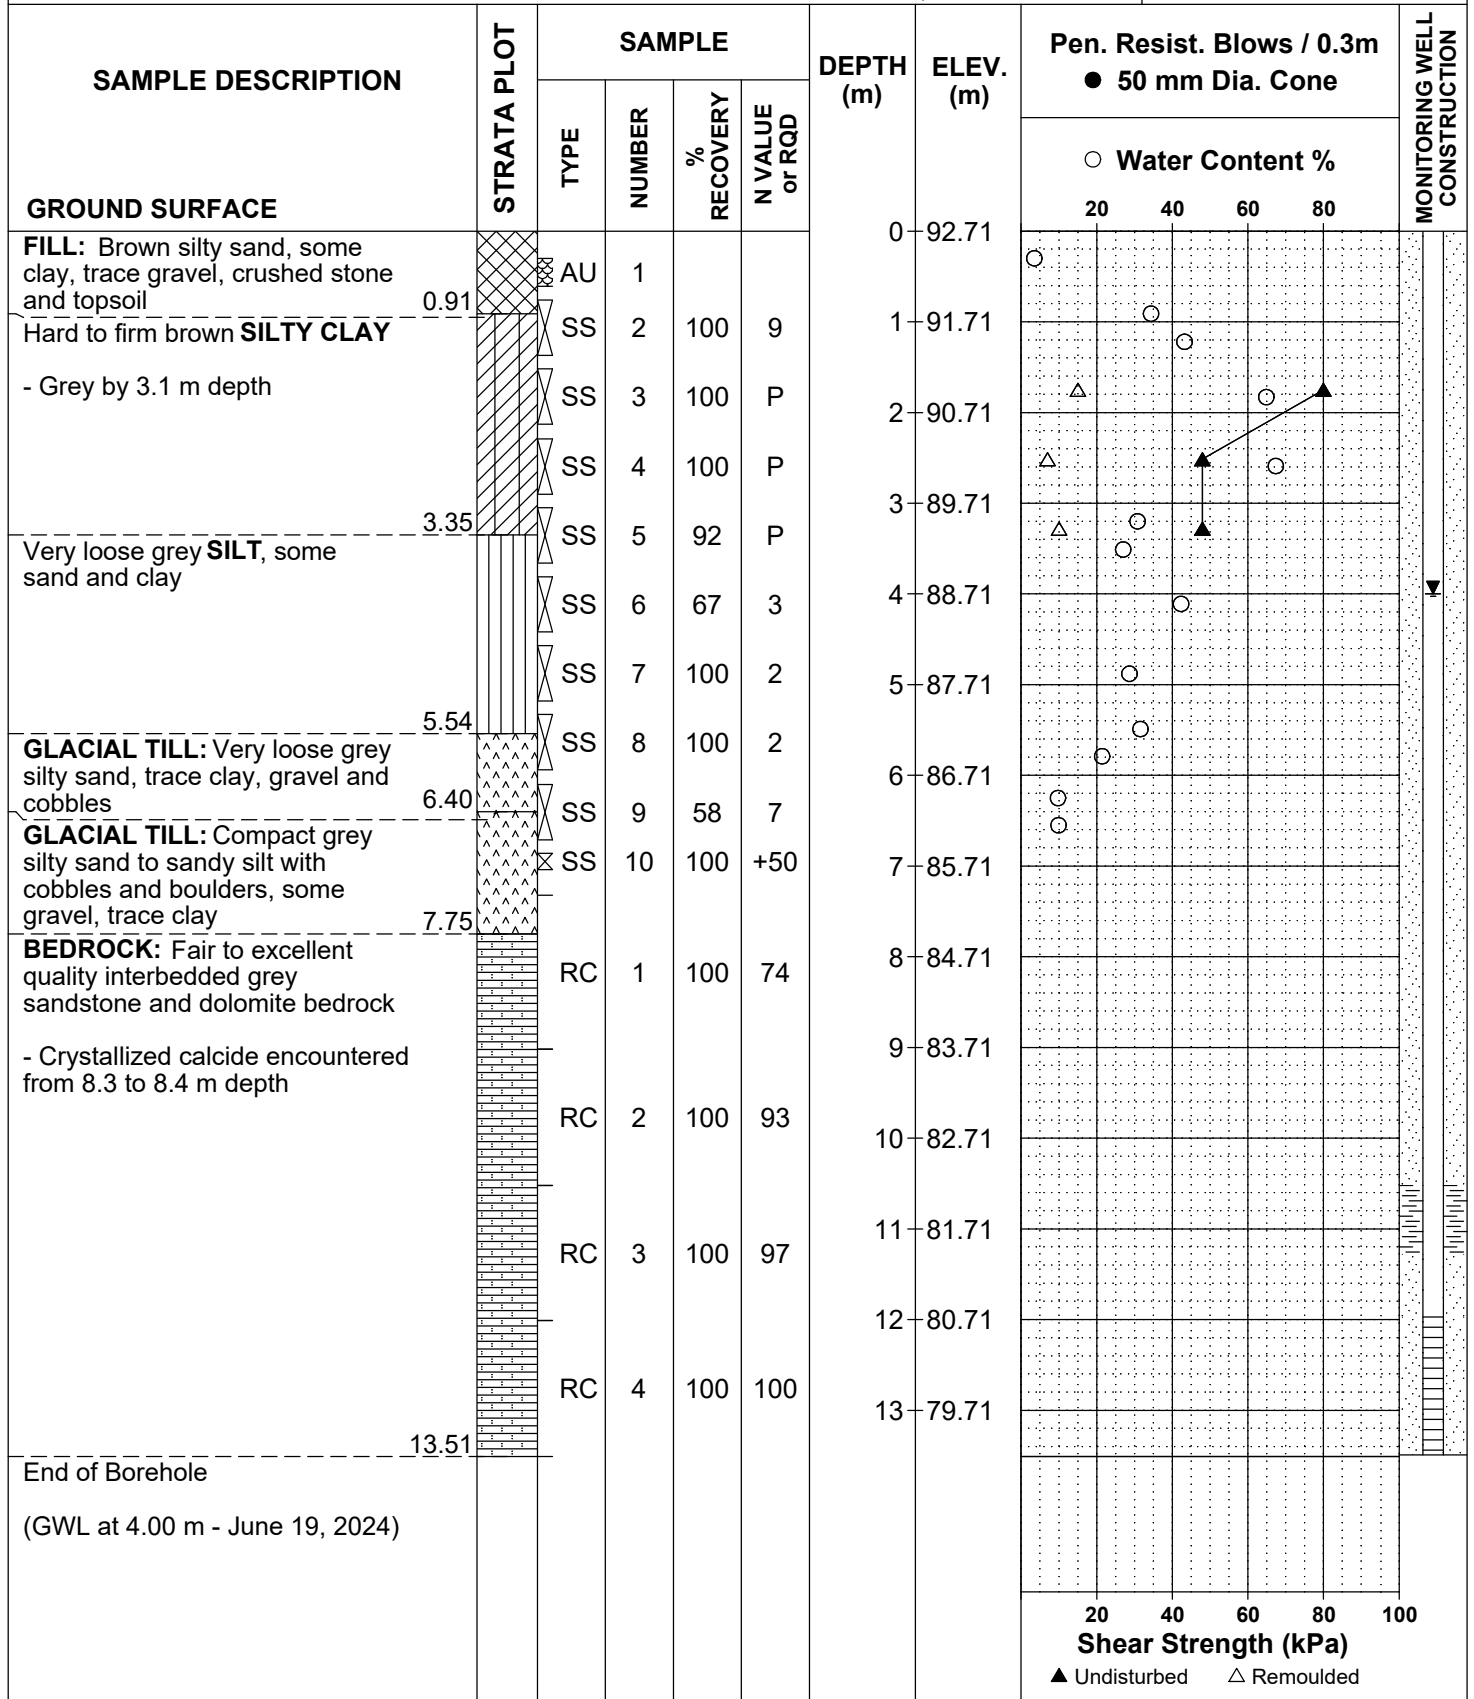 SAMPLE DESCRIPTION
GROUND SURFACE
STRATA PLOT
SAMPLE
TYPE
NUMBER
%
RECOVERY
N VALUE
or RQD
DEPTH
(m)
ELEV.
(m)
Pen. Resist. Blows / 0.3m
● 50 mm Dia. Cone
○ Water Content %
20 40 60 80
MONITORING WELL
CONSTRUCTION
FILL: Brown silty sand, some
clay, trace gravel, crushed stone
and topsoil 0.91
Hard to firm brown SILTY CLAY
- Grey by 3.1 m depth
3.35
Very loose grey SILT, some
sand and clay
5.54
GLACIAL TILL: Very loose grey
silty sand, trace clay, gravel and
cobbles 6.40
GLACIAL TILL: Compact grey
silty sand to sandy silt with
cobbles and boulders, some
gravel, trace clay 7.75
BEDROCK: Fair to excellent
quality interbedded grey
sandstone and dolomite bedrock
- Crystallized calcide encountered
from 8.3 to 8.4 m depth
13.51
End of Borehole
(GWL at 4.00 m - June 19, 2024)
AU 1
SS 2 100 9
SS 3 100 P
SS 4 100 P
SS 5 92 P
SS 6 67 3
SS 7 100 2
SS 8 100 2
SS 9 58 7
SS 10 100 +50
RC 1 100 74
RC 2 100 93
RC 3 100 97
RC 4 100 100
0 92.71
1 91.71
2 90.71
3 89.71
4 88.71
5 87.71
6 86.71
7 85.71
8 84.71
9 83.71
10 82.71
11 81.71
12 80.71
13 79.71
20 40 60 80 100
Shear Strength (kPa)
▲ Undisturbed △ Remoulded